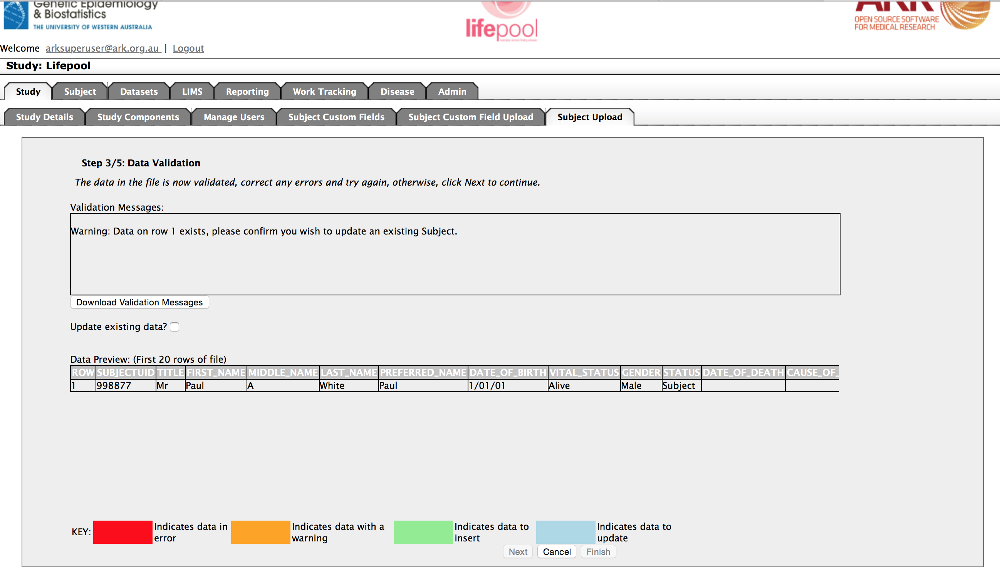 Genetic Epidemiology
& Biostatistics
THE UNIVERSITY OF WESTERN AUSTRALIA
lifepool
ARK
OPEN SOURCE SOFTWARE
FOR MEDICAL RESEARCH
Welcome arksuperuser@ark.org.au | Logout
Study: Lifepool
Study Subject Datasets LIMS Reporting Work Tracking Disease Admin
Study Details Study Components Manage Users Subject Custom Fields Subject Custom Field Upload Subject Upload
Step 3/5: Data Validation
The data in the file is now validated, correct any errors and try again, otherwise, click Next to continue.
Validation Messages:
Warning: Data on row 1 exists, please confirm you wish to update an existing Subject.
Download Validation Messages
Update existing data?
Data Preview: (First 20 rows of file)
ROW SUBJECTUID TITLE FIRST_NAME MIDDLE_NAME LAST_NAME PREFERRED_NAME DATE_OF_BIRTH VITAL_STATUS GENDER STATUS DATE_OF_DEATH CAUSE_OF_
1 998877 Mr Paul A White Paul 1/01/01 Alive Male Subject
KEY: Indicates data in error Indicates data with a warning Indicates data to insert Indicates data to update
Next Cancel Finish